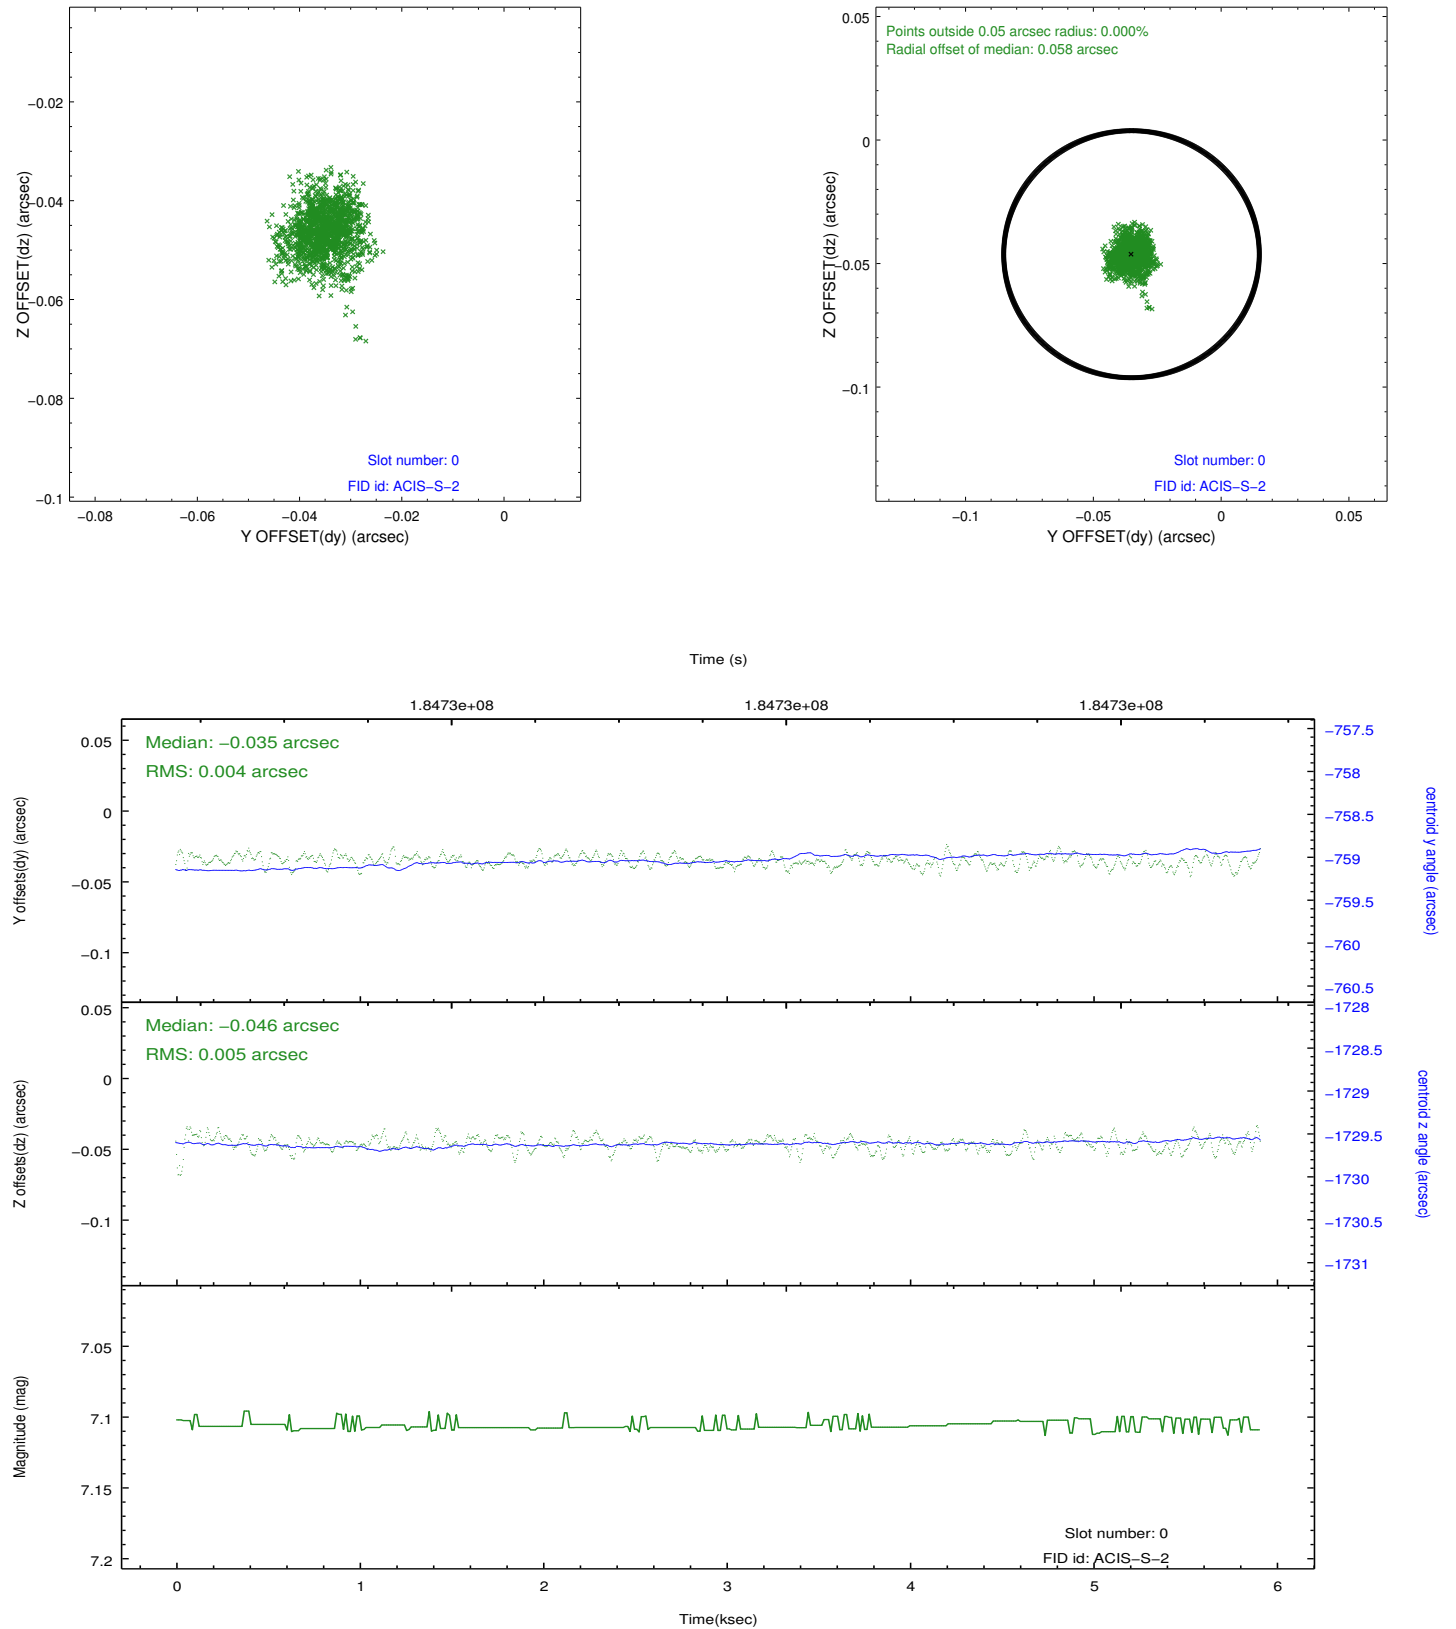 −0.02
−0.04
−0.06
−0.08
−0.1
Z OFFSET(dz) (arcsec)
Slot number: 0
FID id: ACIS−S−2
−0.08
−0.06
−0.04
−0.02
0
Y OFFSET(dy) (arcsec)
0.05
0
−0.05
−0.1
Z OFFSET(dz) (arcsec)
Points outside 0.05 arcsec radius: 0.000%
Radial offset of median: 0.058 arcsec
Slot number: 0
FID id: ACIS−S−2
−0.1
−0.05
0
0.05
Y OFFSET(dy) (arcsec)
Time (s)
1.8473e+08
1.8473e+08
1.8473e+08
Y offsets(dy) (arcsec)
0.05
0
−0.05
−0.1
Median: −0.035 arcsec
RMS: 0.004 arcsec
−757.5
−758
−758.5
−759
−759.5
−760
−760.5
centroid y angle (arcsec)
Z offsets(dz) (arcsec)
0.05
0
−0.05
−0.1
Median: −0.046 arcsec
RMS: 0.005 arcsec
−1728
−1728.5
−1729
−1729.5
−1730
−1730.5
−1731
centroid z angle (arcsec)
Magnitude (mag)
7.05
7.1
7.15
7.2
Slot number: 0
FID id: ACIS−S−2
0
1
2
3
4
5
6
Time(ksec)